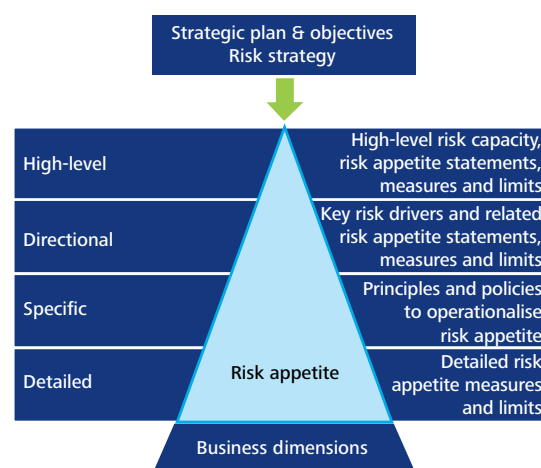 Strategic plan & objectives
Risk strategy
High-level
High-level risk capacity,
risk appetite statements,
measures and limits
Directional
Key risk drivers and related
risk appetite statements,
measures and limits
Specific
Principles and policies
to operationalise
risk appetite
Detailed
Risk appetite
Detailed risk
appetite measures
and limits
Business dimensions